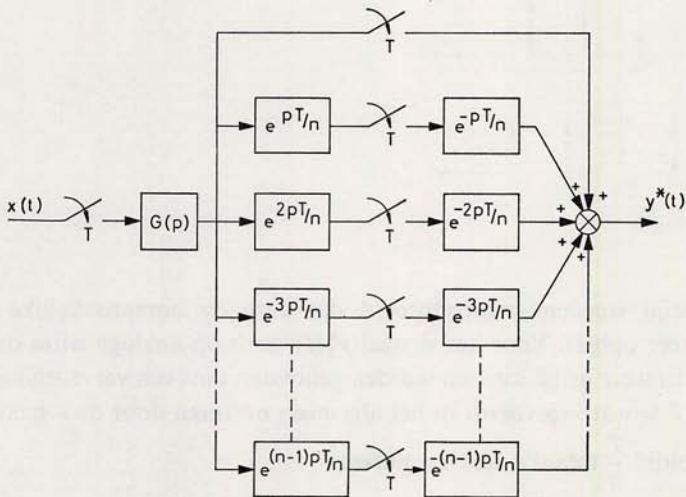 T
e^pT/n T e^-pT/n
x(t) T G(p) e^2pT/n T e^-2pT/n + + + + + + y*(t)
e^-3pT/n T e^-3pT/n
e^(n-1)pT/n T e^(n-1)pT/n